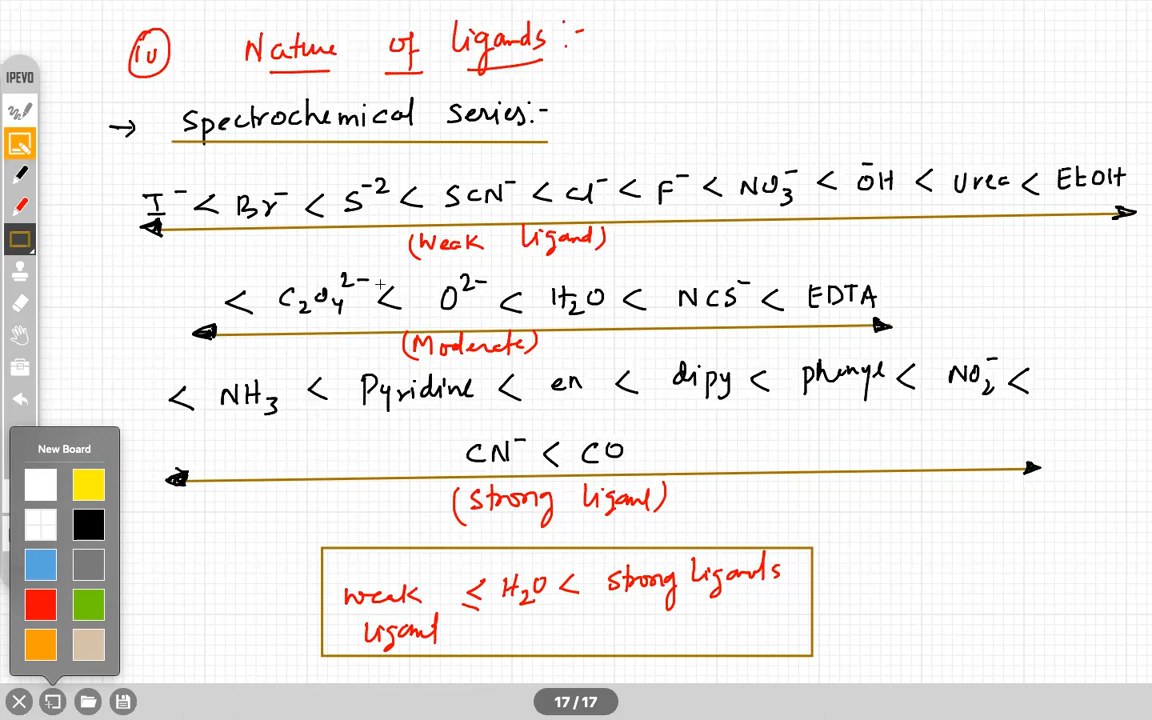 iv Nature of ligands :-
IPEVO
→ Spectrochemical series:-
I⁻ < Br⁻ < S⁻² < SCN⁻ < Cl⁻ < F⁻ < NO₃⁻ < ŌH < Urea < EtOH
(Weak ligand)
< C₂O₄²⁻ < O²⁻ < H₂O < NCS⁻ < EDTA
(Moderate)
< NH₃ < Pyridine < en < dipy < phenye < NO₂⁻ <
CN⁻ < CO
New Board
(Strong ligand)
weak ≤ H₂O < strong ligands
ligand
17/17